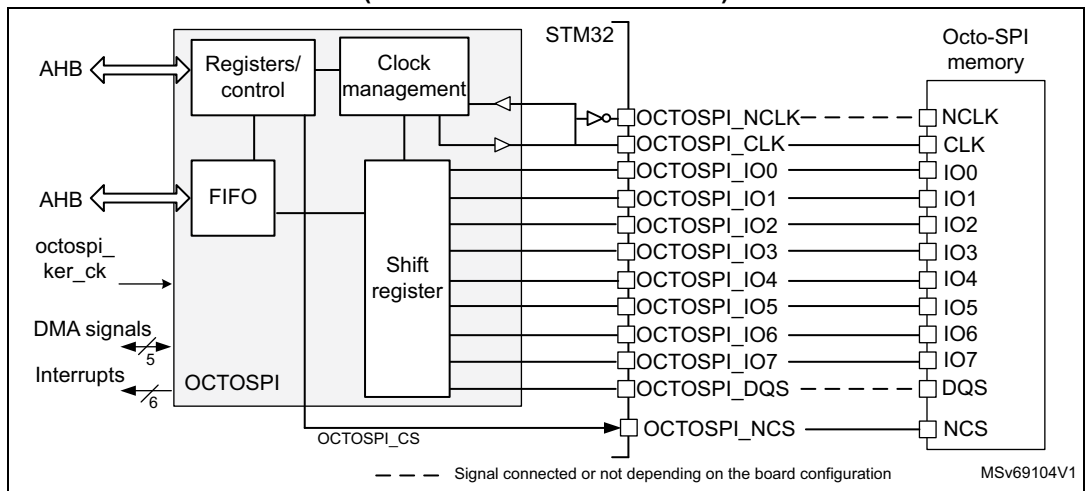 STM32
Octo-SPI
memory
AHB
Registers/
control
Clock
management
OCTOSPI_NCLK
NCLK
OCTOSPI_CLK
CLK
OCTOSPI_IO0
IO0
AHB
FIFO
OCTOSPI_IO1
IO1
OCTOSPI_IO2
IO2
octospi_
ker_ck
OCTOSPI_IO3
IO3
Shift
register
OCTOSPI_IO4
IO4
OCTOSPI_IO5
IO5
DMA signals
5
OCTOSPI_IO6
IO6
OCTOSPI_IO7
IO7
Interrupts
6
OCTOSPI
OCTOSPI_DQS
DQS
OCTOSPI_CS
OCTOSPI_NCS
NCS
Signal connected or not depending on the board configuration
MSv69104V1